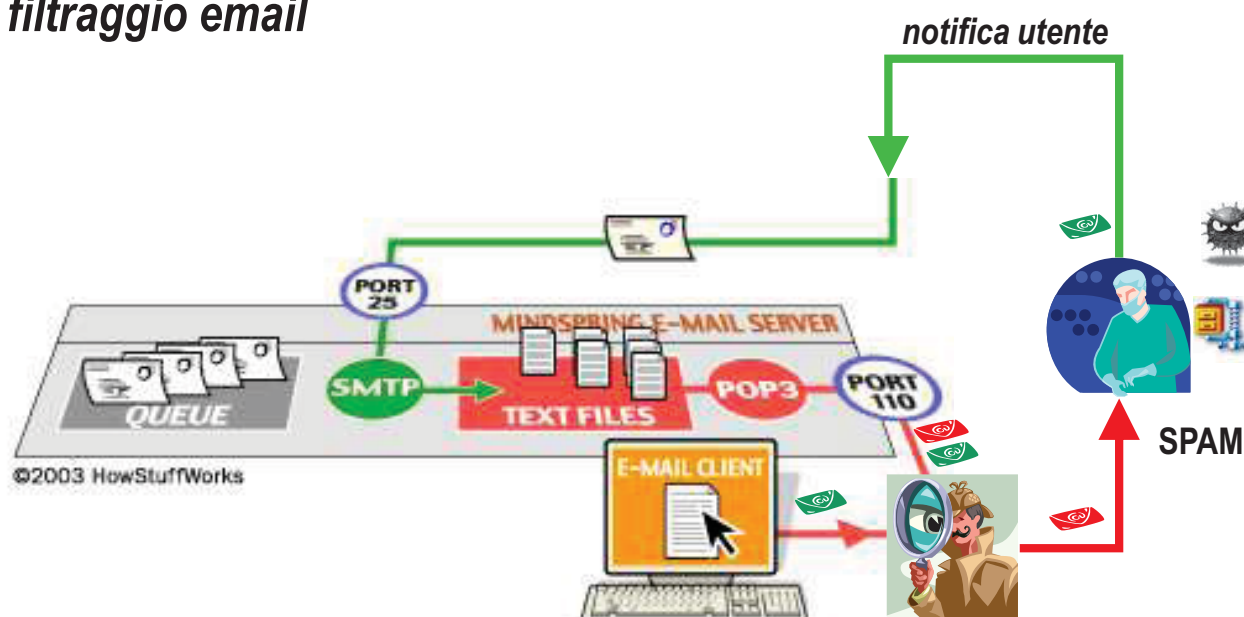 filtraggio email
notifica utente
PORT
25
MINDSPRING E-MAIL SERVER
SMTP
QUEUE
TEXT FILES
POP3
PORT
110
©2003 HowStuffWorks
E-MAIL CLIENT
SPAM